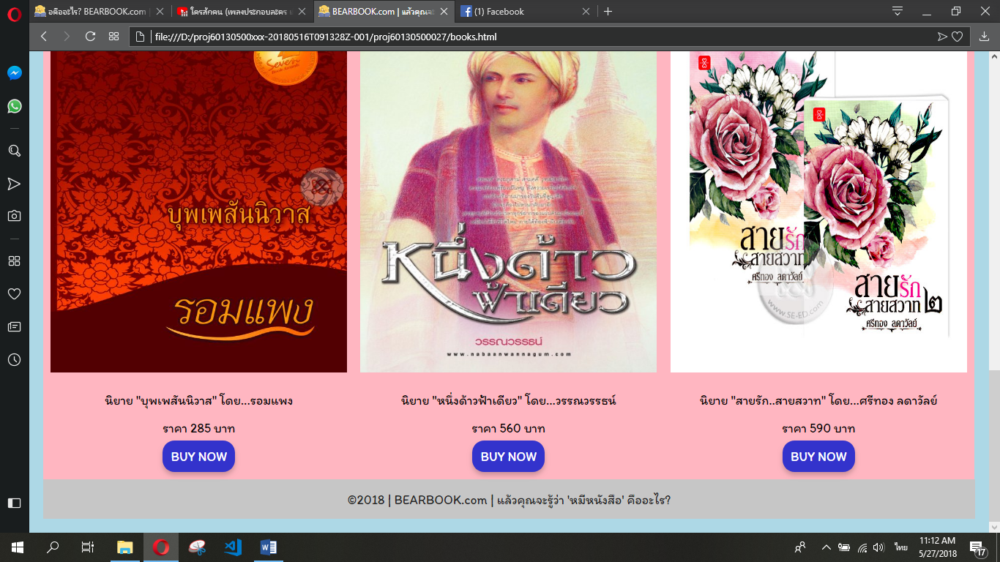 อคืออะไร? BEARBOOK.com |
ใครสักคน (เพลงประกอบละคร
BEARBOOK.com | แล้วคุณจะ
(1) Facebook
file:///D:/proj60130500xxx-20180516T091328Z-001/proj60130500027/books.html
Seven
Book Awards
บุพเพสันนิวาส
รอมแพง
หนึ่งด้าว
ฟ้าเดียว
วรรณวรรธน์
www.nabaanwannagum.com
สายรัก
สายสวาท
ศรีทอง ลดาวัลย์
WWW.SE-ED.COM
สายรัก
สายสวาท ๒
ศรีทอง ลดาวัลย์
นิยาย "บุพเพสันนิวาส" โดย...รอมแพง
ราคา 285 บาท
BUY NOW
นิยาย "หนึ่งด้าวฟ้าเดียว" โดย...วรรณวรรธน์
ราคา 560 บาท
BUY NOW
นิยาย "สายรัก..สายสวาท" โดย...ศรีทอง ลดาวัลย์
ราคา 590 บาท
BUY NOW
©2018 | BEARBOOK.com | แล้วคุณจะรู้ว่า 'หมีหนังสือ' คืออะไร?
ไทย
11:12 AM
5/27/2018
17